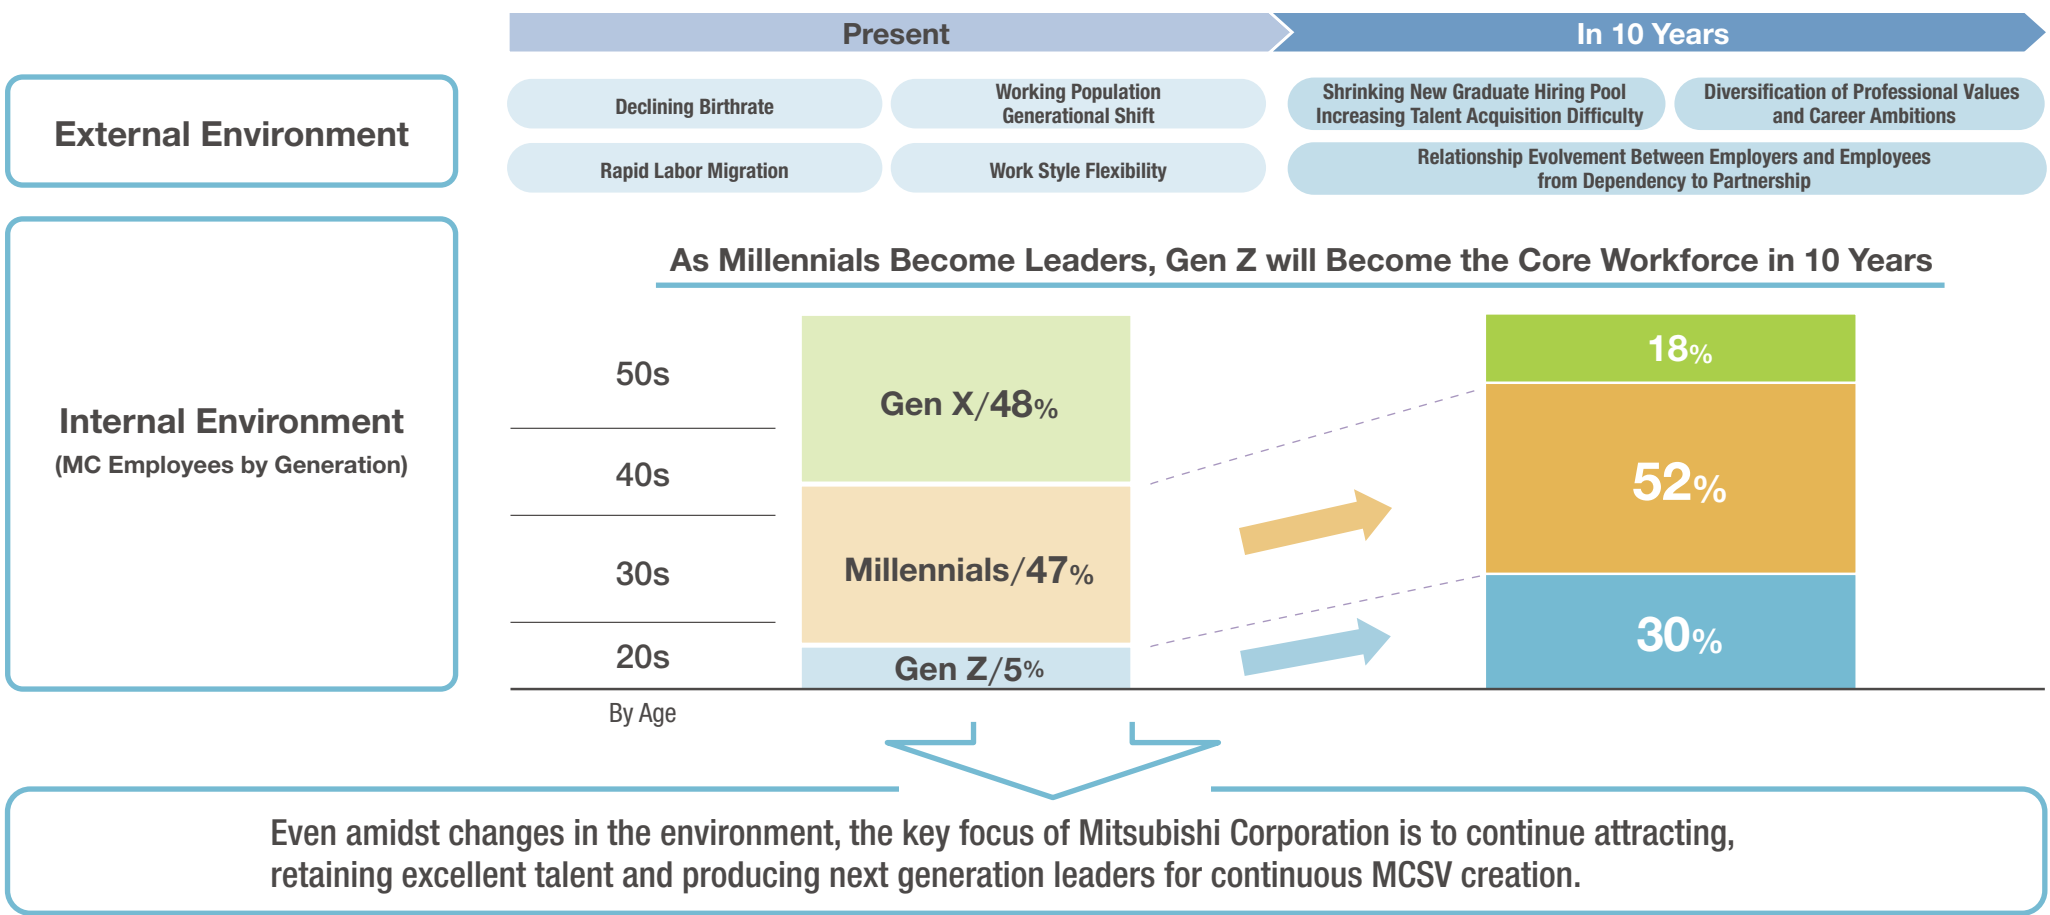 Present
In 10 Years
External Environment
Declining Birthrate
Working Population
Generational Shift
Shrinking New Graduate Hiring Pool
Increasing Talent Acquisition Difficulty
Diversification of Professional Values
and Career Ambitions
Rapid Labor Migration
Work Style Flexibility
Relationship Evolvement Between Employers and Employees
from Dependency to Partnership
Internal Environment
(MC Employees by Generation)
As Millennials Become Leaders, Gen Z will Become the Core Workforce in 10 Years
50s
40s
30s
20s
By Age
Gen X/48%
Millennials/47%
Gen Z/5%
18%
52%
30%
Even amidst changes in the environment, the key focus of Mitsubishi Corporation is to continue attracting,
retaining excellent talent and producing next generation leaders for continuous MCSV creation.